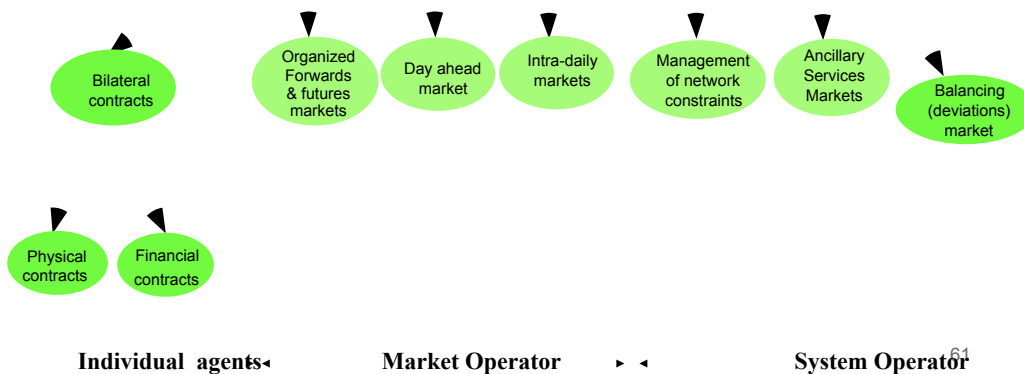 Bilateral
contracts
Organized
Forwards
& futures
markets
Day ahead
market
Intra-daily
markets
Management
of network
constraints
Ancillary
Services
Markets
Balancing
(deviations)
market
Physical
contracts
Financial
contracts
Individual agents
Market Operator
System Operator
61